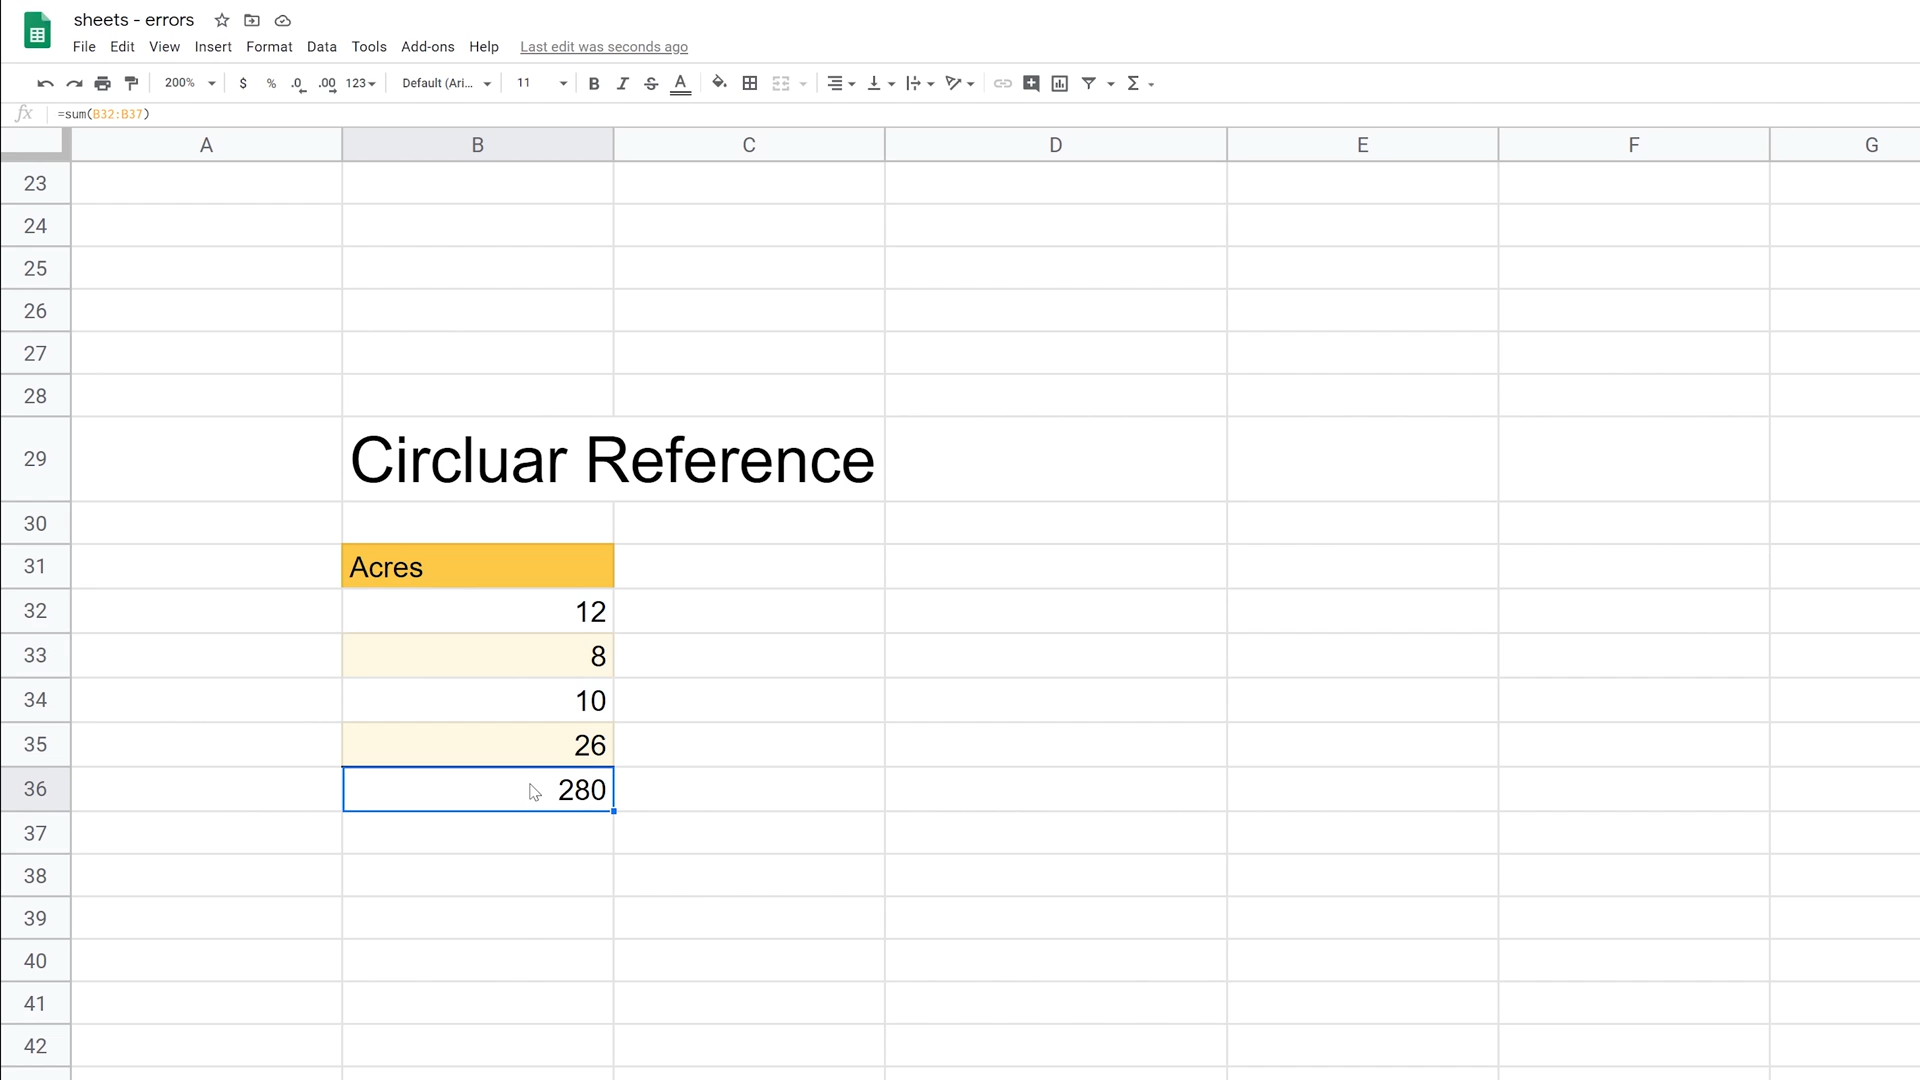 sheets - errors
File Edit View Insert Format Data Tools Add-ons Help Last edit was seconds ago
200% $ % .0 .00 123 Default (Ari... 11 B I S A Σ
fx =sum(B32:B37)
A B C D E F G
23
24
25
26
27
28
29 Circluar Reference
30
31 Acres
32 12
33 8
34 10
35 26
36 280
37
38
39
40
41
42